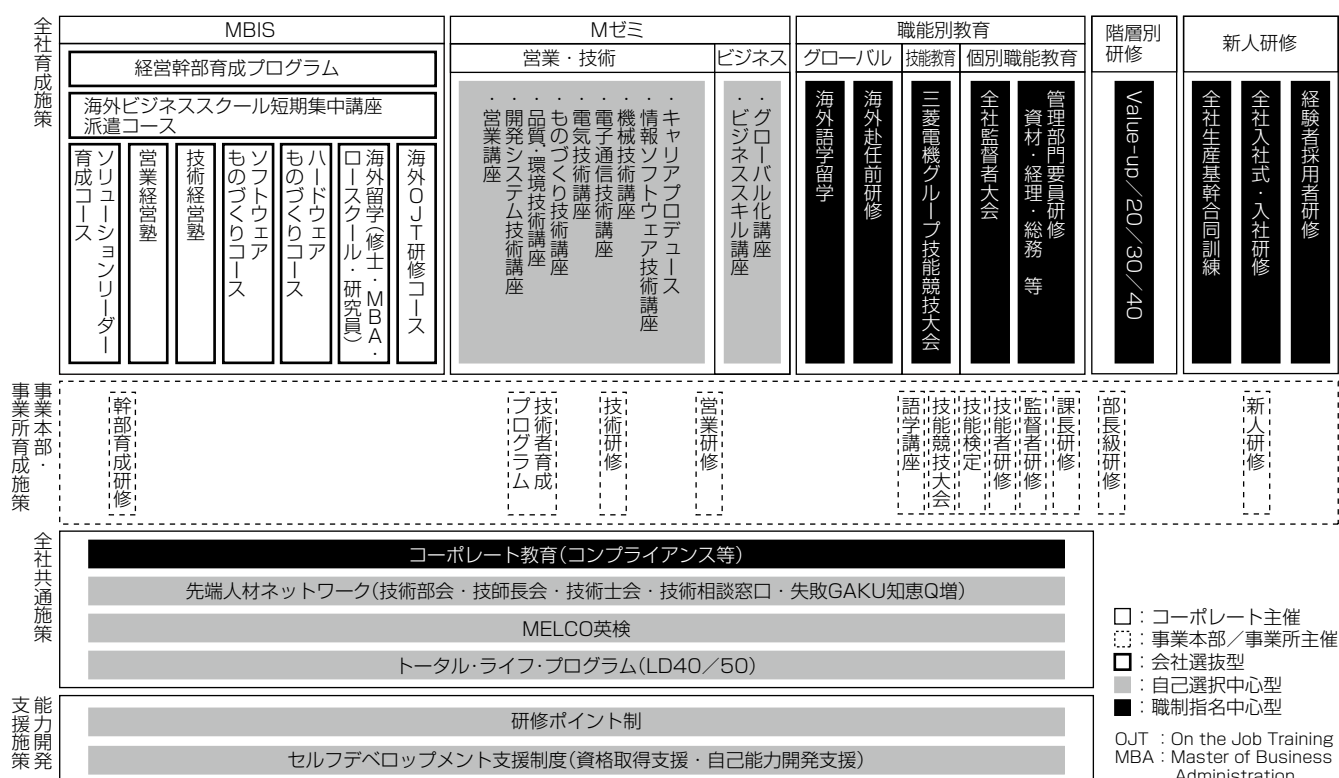 全社育成施策
MBIS
経営幹部育成プログラム
海外ビジネススクール短期集中講座
派遣コース
ソリューションリーダー
育成コース
営業経営塾
技術経営塾
ソフトウェア
ものづくりコース
ハードウェア
ものづくりコース
海外留学(修士・MBA・
ロースクール・研究員)
海外OJT研修コース
Mゼミ
営業・技術
・キャリアプロデュース
・情報ソフトウェア技術講座
・機械技術講座
・電子通信技術講座
・電気技術講座
・ものづくり技術講座
・品質・環境技術講座
・開発システム技術講座
・営業講座
ビジネス
・グローバル化講座
・ビジネススキル講座
職能別教育
グローバル
海外語学留学
海外赴任前研修
技能教育
三菱電機グループ技能競技大会
個別職能教育
全社監督者大会
管理部門要員研修
資材・経理・総務 等
階層別
研修
Value-up/20/30/40
新人研修
全社生産基幹合同訓練
全社入社式・入社研修
経験者採用者研修
事業本部・
事業所育成施策
幹部育成研修
技術者育成
プログラム
技術研修
営業研修
語学講座
技能競技大会
技能検定
技能者研修
監督者研修
課長研修
部長級研修
新人研修
全社共通施策
コーポレート教育(コンプライアンス等)
先端人材ネットワーク(技術部会・技師長会・技術士会・技術相談窓口・失敗GAKU知恵Q増)
MELCO英検
トータル・ライフ・プログラム(LD40/50)
能力開発
支援施策
研修ポイント制
セルフデベロップメント支援制度(資格取得支援・自己能力開発支援)
□：コーポレート主催
：事業本部/事業所主催
□：会社選抜型
■：自己選択中心型
■：職制指名中心型
OJT：On the Job Training
MBA：Master of Business
Administration